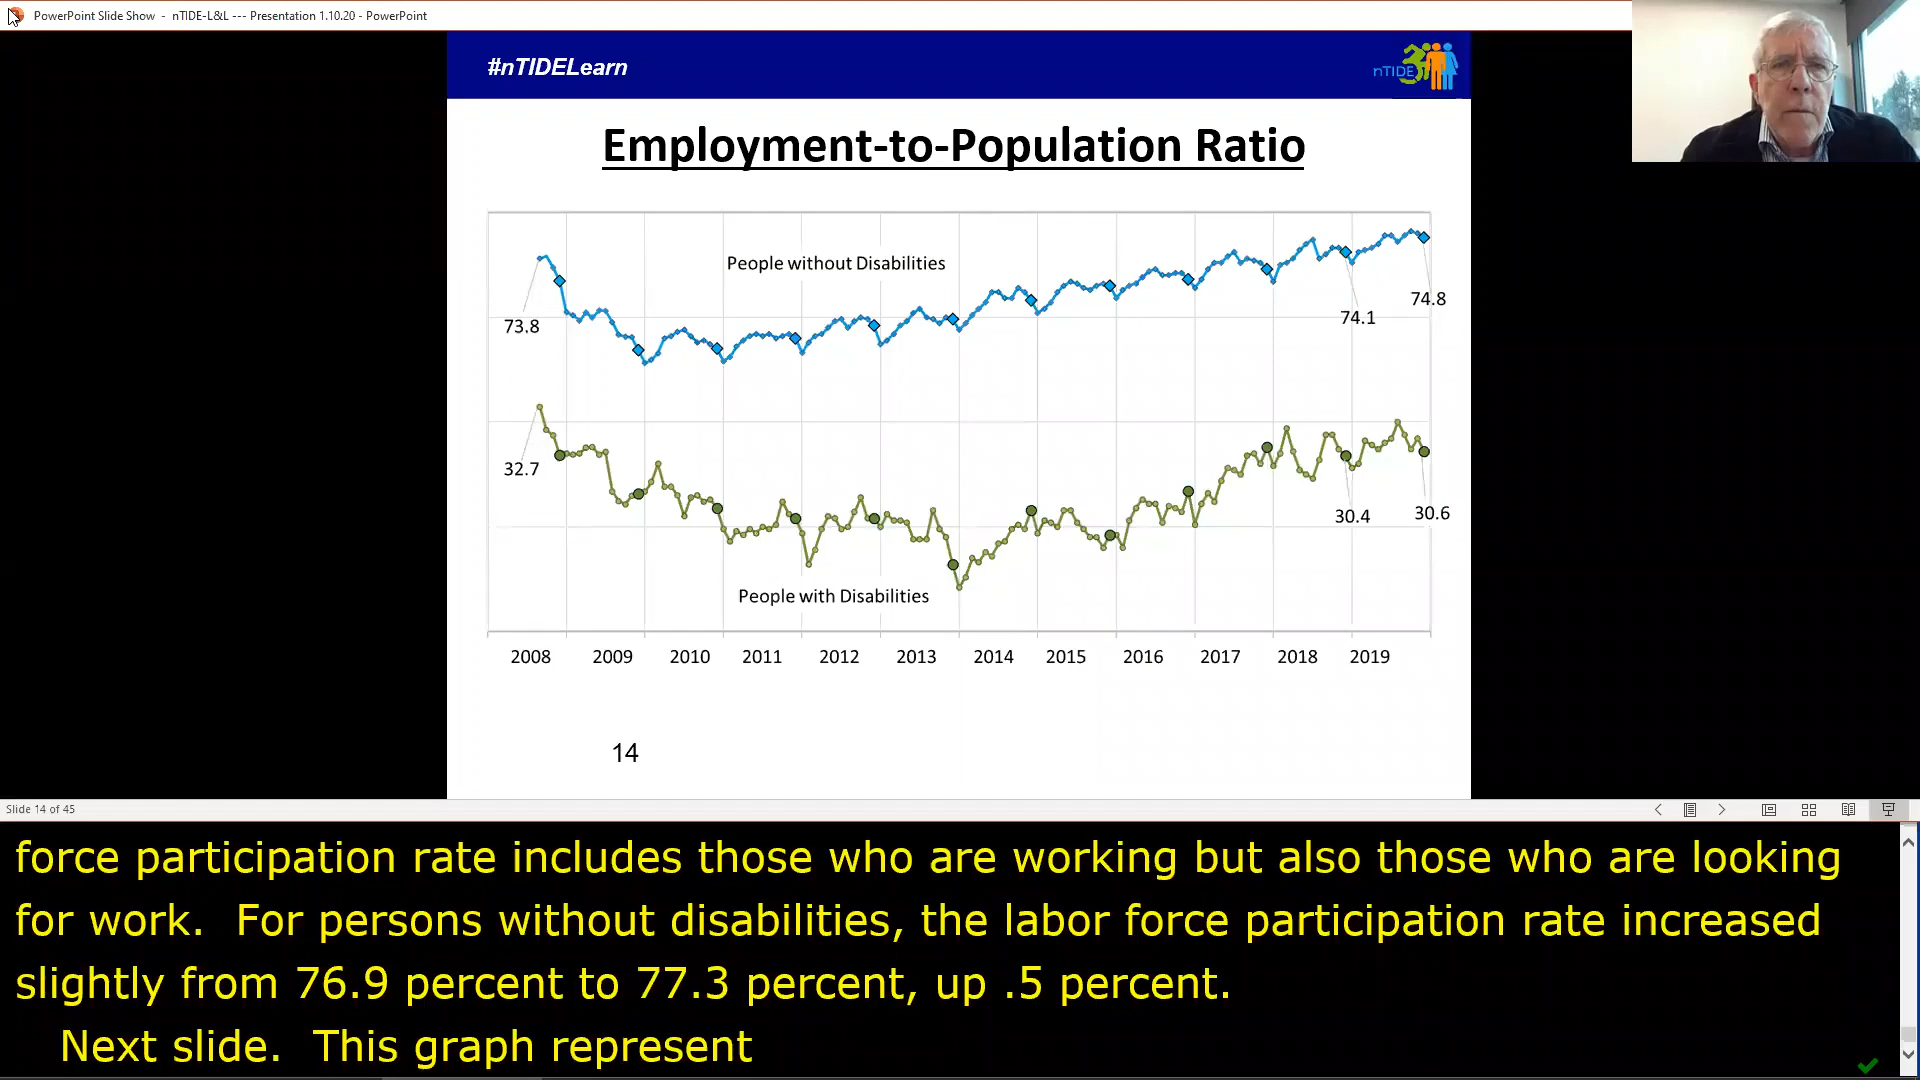 PowerPoint Slide Show - nTIDE-L&L --- Presentation 1.10.20 - PowerPoint
#nTIDELearn
nTIDE
Employment-to-Population Ratio
People without Disabilities
73.8
74.1
74.8
32.7
30.4
30.6
People with Disabilities
2008 2009 2010 2011 2012 2013 2014 2015 2016 2017 2018 2019
14
Slide 14 of 45
force participation rate includes those who are working but also those who are looking
for work. For persons without disabilities, the labor force participation rate increased
slightly from 76.9 percent to 77.3 percent, up .5 percent.
Next slide. This graph represent